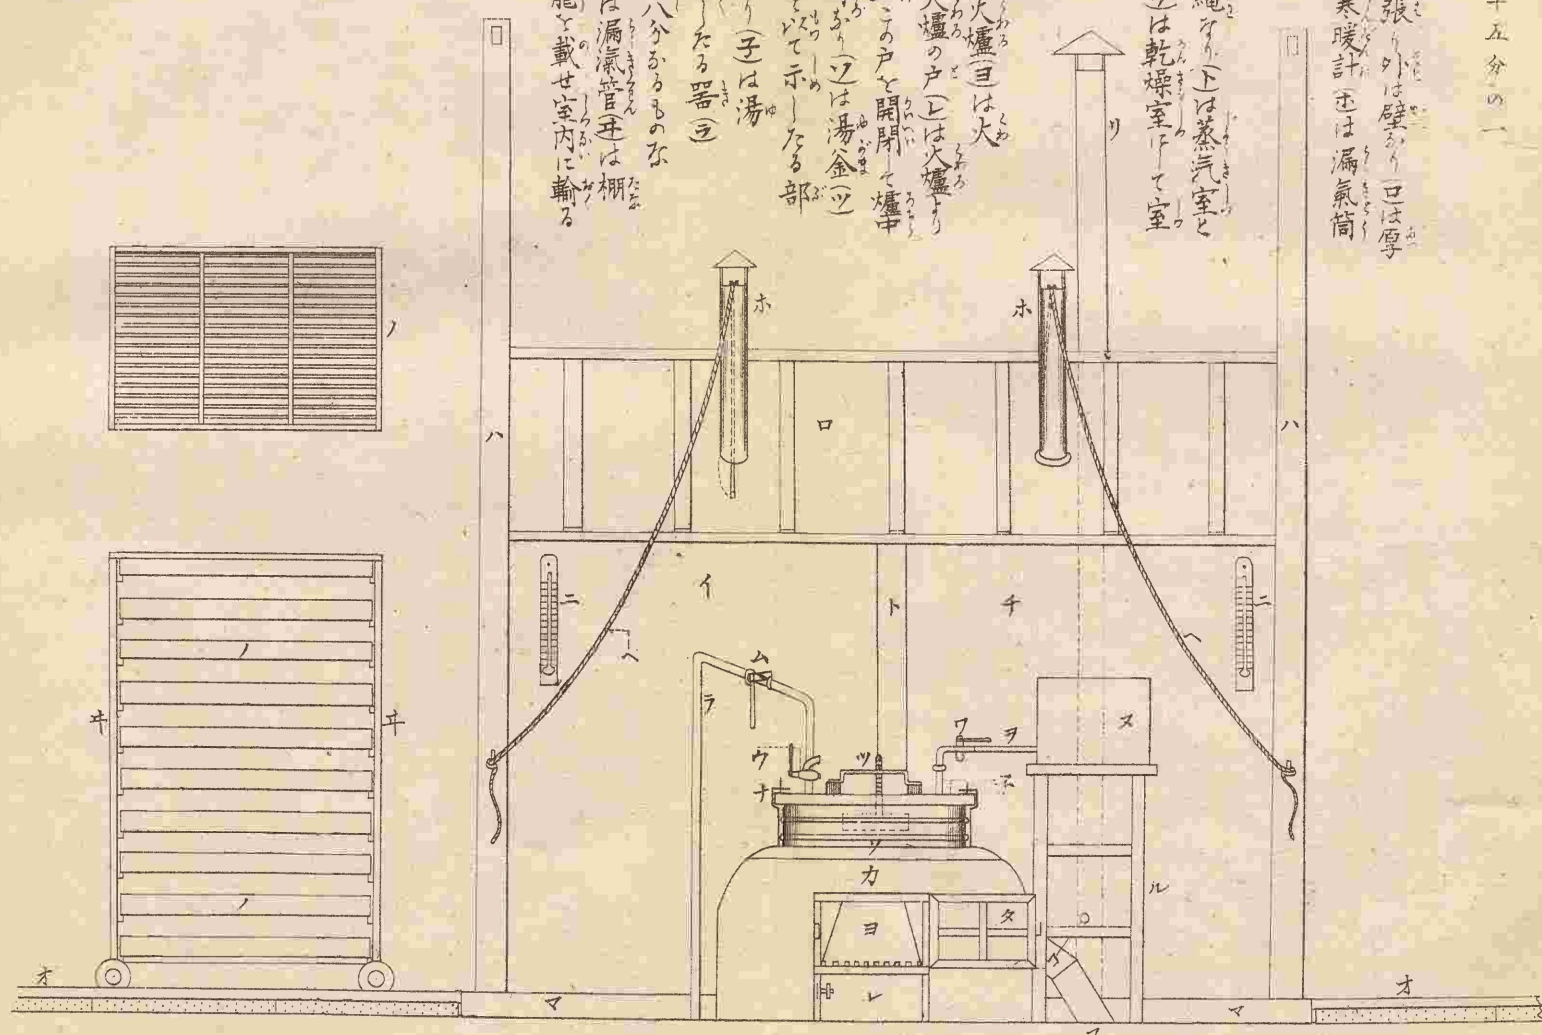 十五分の一
張り外は壁なり(ロ)は厚
寒暖計(ホ)は漏氣筒
繩なり(ト)は蒸汽室と
は乾燥室にして室
リ
火爐(ヨ)は火
火爐の戸(レ)は火爐より
この戸を開閉して爐中
なり(ソ)は湯釜(ツ)
を以て示したる部
り(子)は湯
したる器(ラ)
八分なるものな
は漏氣管(ヰ)は棚
籠を載せ室内に輸る
ホ
ホ
ノ
ハ
ロ
ハ
ニ
イ
ト
チ
ニ
ヘ
ヘ
ノ
ム
ラ
ヰ
ヰ
ウ
ツ
ワ
ヲ
ヌ
ナ
ソ
カ
ル
ノ
ヨ
タ
レ
オ
マ
マ
オ